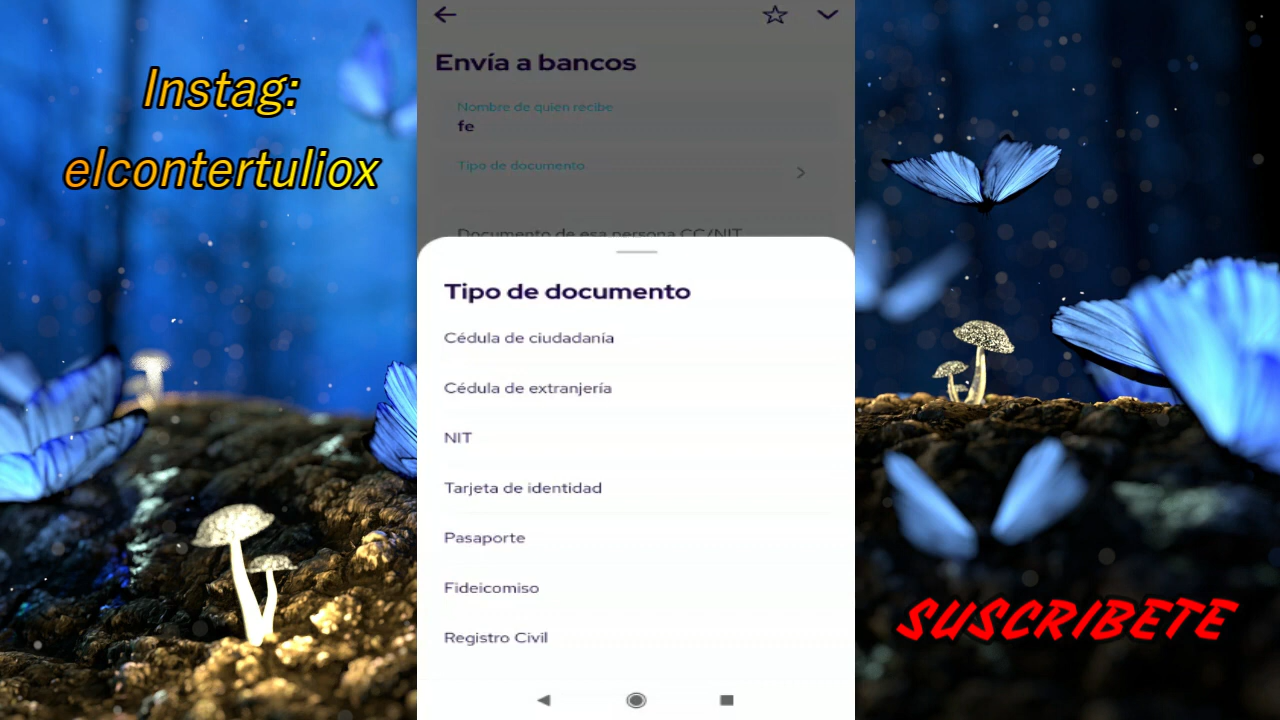 Instag:
elcontertuliox
Envía a bancos
Nombre de quien recibe
fe
Tipo de documento
Documento de esa persona CC/NIT
Tipo de documento
Cédula de ciudadanía
Cédula de extranjería
NIT
Tarjeta de identidad
Pasaporte
Fideicomiso
Registro Civil
SUSCRIBETE